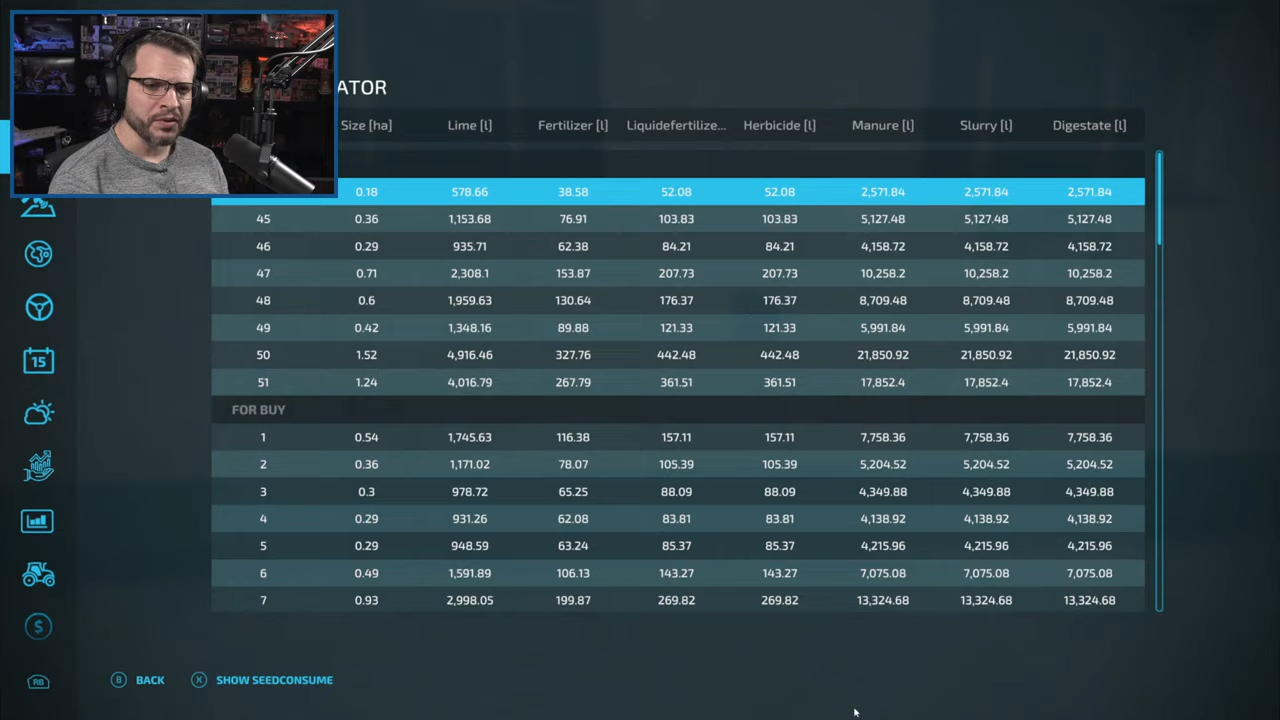 ATOR
Size [ha] Lime [l] Fertilizer [l] Liquidefertilize... Herbicide [l] Manure [l] Slurry [l] Digestate [l]
0.18 578.66 38.58 52.08 52.08 2,571.84 2,571.84 2,571.84
45 0.36 1,153.68 76.91 103.83 103.83 5,127.48 5,127.48 5,127.48
46 0.29 935.71 62.38 84.21 84.21 4,158.72 4,158.72 4,158.72
47 0.71 2,308.1 153.87 207.73 207.73 10,258.2 10,258.2 10,258.2
48 0.6 1,959.63 130.64 176.37 176.37 8,709.48 8,709.48 8,709.48
49 0.42 1,348.16 89.88 121.33 121.33 5,991.84 5,991.84 5,991.84
50 1.52 4,916.46 327.76 442.48 442.48 21,850.92 21,850.92 21,850.92
51 1.24 4,016.79 267.79 361.51 361.51 17,852.4 17,852.4 17,852.4
FOR BUY
1 0.54 1,745.63 116.38 157.11 157.11 7,758.36 7,758.36 7,758.36
2 0.36 1,171.02 78.07 105.39 105.39 5,204.52 5,204.52 5,204.52
3 0.3 978.72 65.25 88.09 88.09 4,349.88 4,349.88 4,349.88
4 0.29 931.26 62.08 83.81 83.81 4,138.92 4,138.92 4,138.92
5 0.29 948.59 63.24 85.37 85.37 4,215.96 4,215.96 4,215.96
6 0.49 1,591.89 106.13 143.27 143.27 7,075.08 7,075.08 7,075.08
7 0.93 2,998.05 199.87 269.82 269.82 13,324.68 13,324.68 13,324.68
15
$
RB
B BACK X SHOW SEEDCONSUME